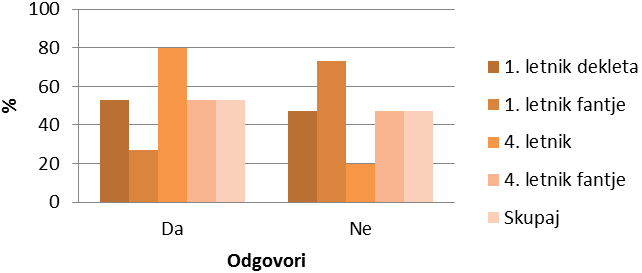 100
80
60
40
20
0
%
Da
Ne
Odgovori
1. letnik dekleta
1. letnik fantje
4. letnik
4. letnik fantje
Skupaj